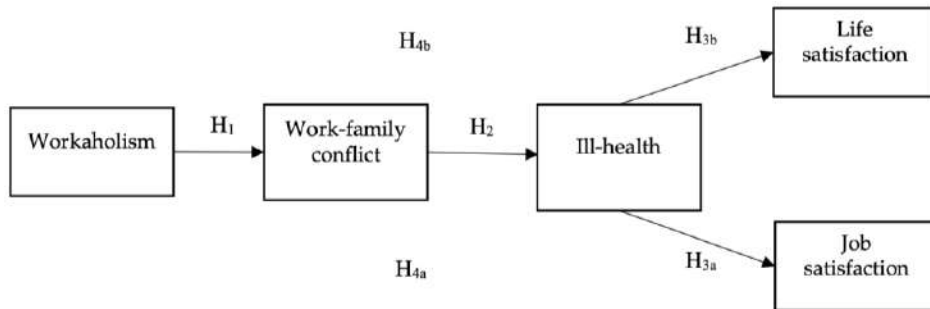 H4b
H3b
Life
satisfaction
Workaholism
H1
Work-family
conflict
H2
Ill-health
H4a
H3a
Job
satisfaction